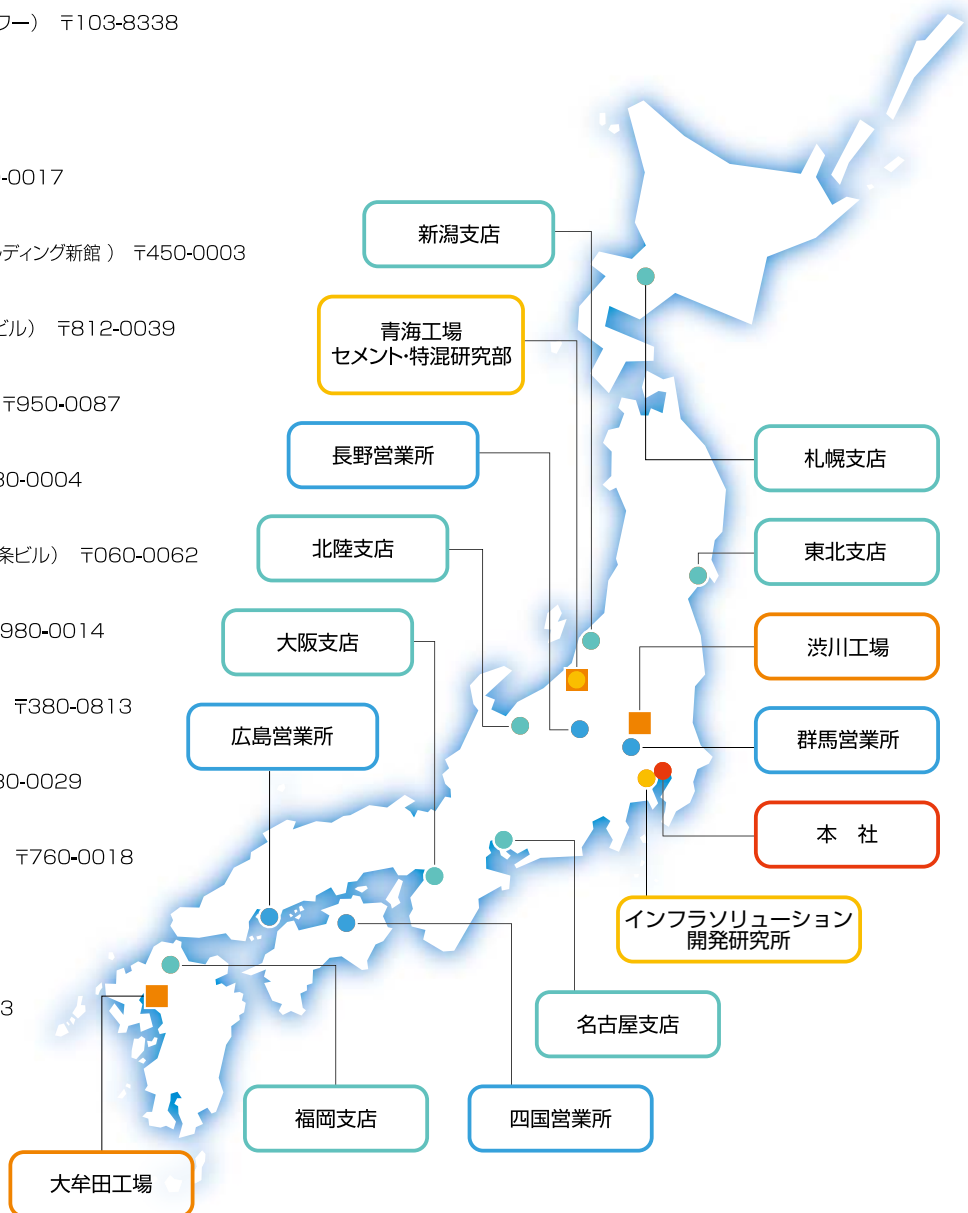 ワー） 〒103-8338
-0017
ルディング新館 ） 〒450-0003
ビル） 〒812-0039
〒950-0087
30-0004
条ビル） 〒060-0062
980-0014
〒380-0813
30-0029
〒760-0018
3
新潟支店
青海工場
セメント・特混研究部
長野営業所
北陸支店
大阪支店
広島営業所
札幌支店
東北支店
渋川工場
群馬営業所
本　社
インフラソリューション
開発研究所
名古屋支店
福岡支店
四国営業所
大牟田工場